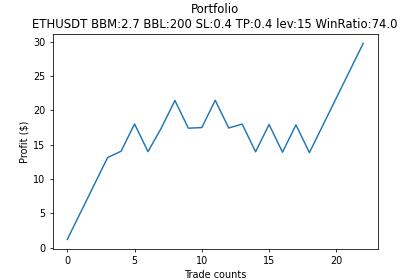 Portfolio
ETHUSDT BBM:2.7 BBL:200 SL:0.4 TP:0.4 lev:15 WinRatio:74.0
30
25
20
15
10
5
0
Profit ($)
0 5 10 15 20
Trade counts